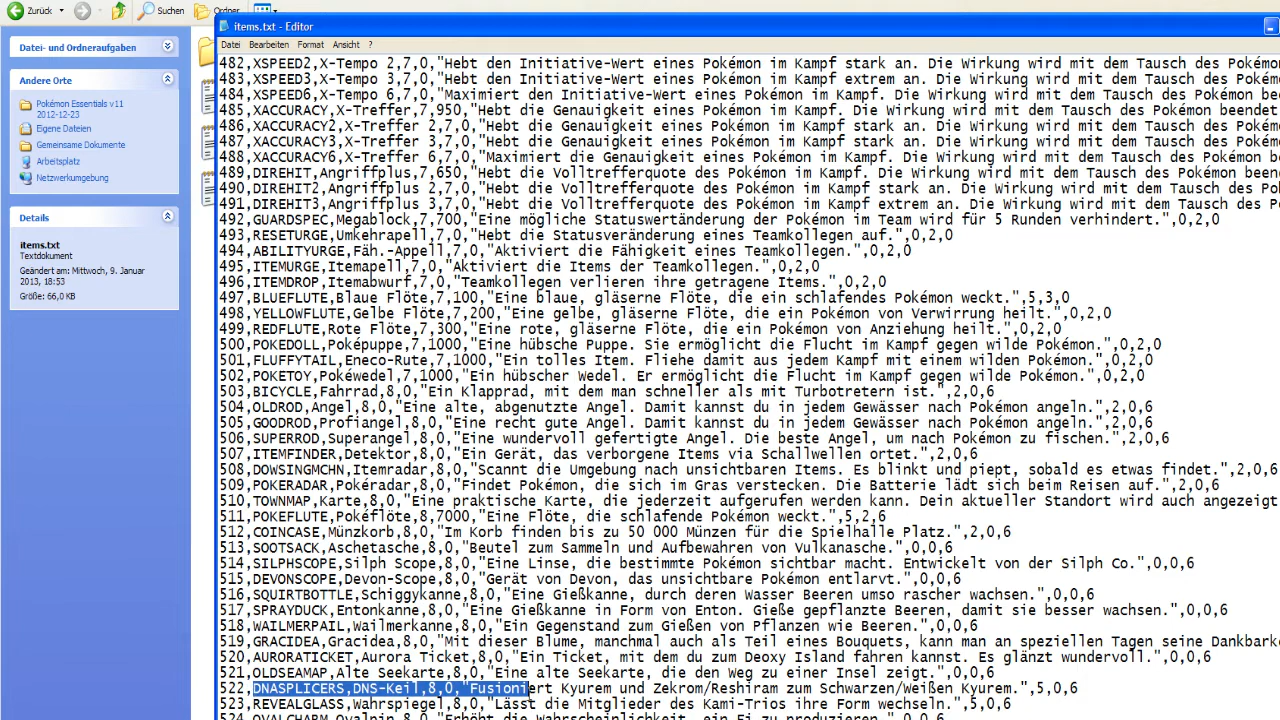 Zurück
Suchen
Ordner
items.txt - Editor
Datei Bearbeiten Format Ansicht ?
Datei- und Ordneraufgaben
Andere Orte
Pokémon Essentials v11
2012-12-23
Eigene Dateien
Gemeinsame Dokumente
Arbeitsplatz
Netzwerkumgebung
Details
items.txt
Textdokument
Geändert am: Mittwoch, 9. Januar
2013, 18:53
Größe: 66,0 KB
482,XSPEED2,X-Tempo 2,7,0,"Hebt den Initiative-Wert eines Pokémon im Kampf stark an. Die Wirkung wird mit dem Tausch des Pokémo
483,XSPEED3,X-Tempo 3,7,0,"Hebt den Initiative-Wert eines Pokémon im Kampf extrem an. Die Wirkung wird mit dem Tausch des Pokém
484,XSPEED6,X-Tempo 6,7,0,"Maximiert den Initiative-Wert eines Pokémon im Kampf. Die Wirkung wird mit dem Tausch des Pokémon bee
485,XACCURACY,X-Treffer,7,950,"Hebt die Genauigkeit eines Pokémon im Kampf. Die Wirkung wird mit dem Tausch des Pokémon beendet
486,XACCURACY2,X-Treffer 2,7,0,"Hebt die Genauigkeit eines Pokémon im Kampf stark an. Die Wirkung wird mit dem Tausch des Pokémo
487,XACCURACY3,X-Treffer 3,7,0,"Hebt die Genauigkeit eines Pokémon im Kampf stark an. Die Wirkung wird mit dem Tausch des Pokémo
488,XACCURACY6,X-Treffer 6,7,0,"Maximiert die Genauigkeit eines Pokémon im Kampf. Die Wirkung wird mit dem Tausch des Pokémon be
489,DIREHIT,Angriffplus,7,650,"Hebt die Volltrefferquote des Pokémon im Kampf. Die Wirkung wird mit dem Tausch des Pokémon been
490,DIREHIT2,Angriffplus 2,7,0,"Hebt die Volltrefferquote des Pokémon im Kampf stark an. Die Wirkung wird mit dem Tausch des Pok
491,DIREHIT3,Angriffplus 3,7,0,"Hebt die Volltrefferquote des Pokémon im Kampf extrem an. Die Wirkung wird mit dem Tausch des Po
492,GUARDSPEC,Megablock,7,700,"Eine mögliche Statuswertänderung der Pokémon im Team wird für 5 Runden verhindert.",0,2,0
493,RESETURGE,Umkehrapell,7,0,"Hebt die Statusveränderung eines Teamkollegen auf.",0,2,0
494,ABILITYURGE,Fäh.-Appell,7,0,"Aktiviert die Fähigkeit eines Teamkollegen.",0,2,0
495,ITEMURGE,Itemapell,7,0,"Aktiviert die Items der Teamkollegen.",0,2,0
496,ITEMDROP,Itemabwurf,7,0,"Teamkollegen verlieren ihre getragene Items.",0,2,0
497,BLUEFLUTE,Blaue Flöte,7,100,"Eine blaue, gläserne Flöte, die ein schlafendes Pokémon weckt.",5,3,0
498,YELLOWFLUTE,Gelbe Flöte,7,200,"Eine gelbe, gläserne Flöte, die ein Pokémon von Verwirrung heilt.",0,2,0
499,REDFLUTE,Rote Flöte,7,300,"Eine rote, gläserne Flöte, die ein Pokémon von Anziehung heilt.",0,2,0
500,POKEDOLL,Poképuppe,7,1000,"Eine hübsche Puppe. Sie ermöglicht die Flucht im Kampf gegen wilde Pokémon.",0,2,0
501,FLUFFYTAIL,Eneco-Rute,7,1000,"Ein tolles Item. Fliehe damit aus jedem Kampf mit einem wilden Pokémon.",0,2,0
502,POKETOY,Pokéwedel,7,1000,"Ein hübscher Wedel. Er ermöglicht die Flucht im Kampf gegen wilde Pokémon.",0,2,0
503,BICYCLE,Fahrrad,8,0,"Ein Klapprad, mit dem man schneller als mit Turbotretern ist.",2,0,6
504,OLDROD,Angel,8,0,"Eine alte, abgenutzte Angel. Damit kannst du in jedem Gewässer nach Pokémon angeln.",2,0,6
505,GOODROD,Profiangel,8,0,"Eine recht gute Angel. Damit kannst du in jedem Gewässer nach Pokémon angeln.",2,0,6
506,SUPERROD,Superangel,8,0,"Eine wundervoll gefertigte Angel. Die beste Angel, um nach Pokémon zu fischen.",2,0,6
507,ITEMFINDER,Detektor,8,0,"Ein Gerät, das verborgene Items via Schallwellen ortet.",2,0,6
508,DOWSINGMCHN,Itemradar,8,0,"Scannt die Umgebung nach unsichtbaren Items. Es blinkt und piept, sobald es etwas findet.",2,0,6
509,POKERADAR,Pokéradar,8,0,"Findet Pokémon, die sich im Gras verstecken. Die Batterie lädt sich beim Reisen auf.",2,0,6
510,TOWNMAP,Karte,8,0,"Eine praktische Karte, die jederzeit aufgerufen werden kann. Dein aktueller Standort wird auch angezeigt
511,POKEFLUTE,Pokéflöte,8,7000,"Eine Flöte, die schlafende Pokémon weckt.",5,2,6
512,COINCASE,Münzkorb,8,0,"Im Korb finden bis zu 50 000 Münzen für die Spielhalle Platz.",2,0,6
513,SOOTSACK,Aschetasche,8,0,"Beutel zum Sammeln und Aufbewahren von Vulkanasche.",0,0,6
514,SILPHSCOPE,Silph Scope,8,0,"Eine Linse, die bestimmte Pokémon sichtbar macht. Entwickelt von der Silph Co.",0,0,6
515,DEVONSCOPE,Devon-Scope,8,0,"Gerät von Devon, das unsichtbare Pokémon entlarvt.",0,0,6
516,SQUIRTBOTTLE,Schiggykanne,8,0,"Eine Gießkanne, durch deren Wasser Beeren umso rascher wachsen.",0,0,6
517,SPRAYDUCK,Entonkanne,8,0,"Eine Gießkanne in Form von Enton. Gieße gepflanzte Beeren, damit sie besser wachsen.",0,0,6
518,WAILMERPAIL,Wailmerkanne,8,0,"Ein Gegenstand zum Gießen von Pflanzen wie Beeren.",0,0,6
519,GRACIDEA,Gracidea,8,0,"Mit dieser Blume, manchmal auch als Teil eines Bouquets, kann man an speziellen Tagen seine Dankbarke
520,AURORATICKET,Aurora Ticket,8,0,"Ein Ticket, mit dem du zum Deoxy Island fahren kannst. Es glänzt wundervoll.",0,0,6
521,OLDSEAMAP,Alte Seekarte,8,0,"Eine alte Seekarte, die den Weg zu einer Insel zeigt.",0,0,6
522,DNASPLICERS,DNS-Keil,8,0,"Fusioniert Kyurem und Zekrom/Reshiram zum Schwarzen/Weißen Kyurem.",5,0,6
523,REVEALGLASS,Wahrspiegel,8,0,"Lässt die Mitglieder des Kami-Trios ihre Form wechseln.",5,0,6
524,OVALCHARM,Ovalpin,8,0,"Erhöht die Wahrscheinlichkeit, ein Ei zu produzieren.",0,0,6